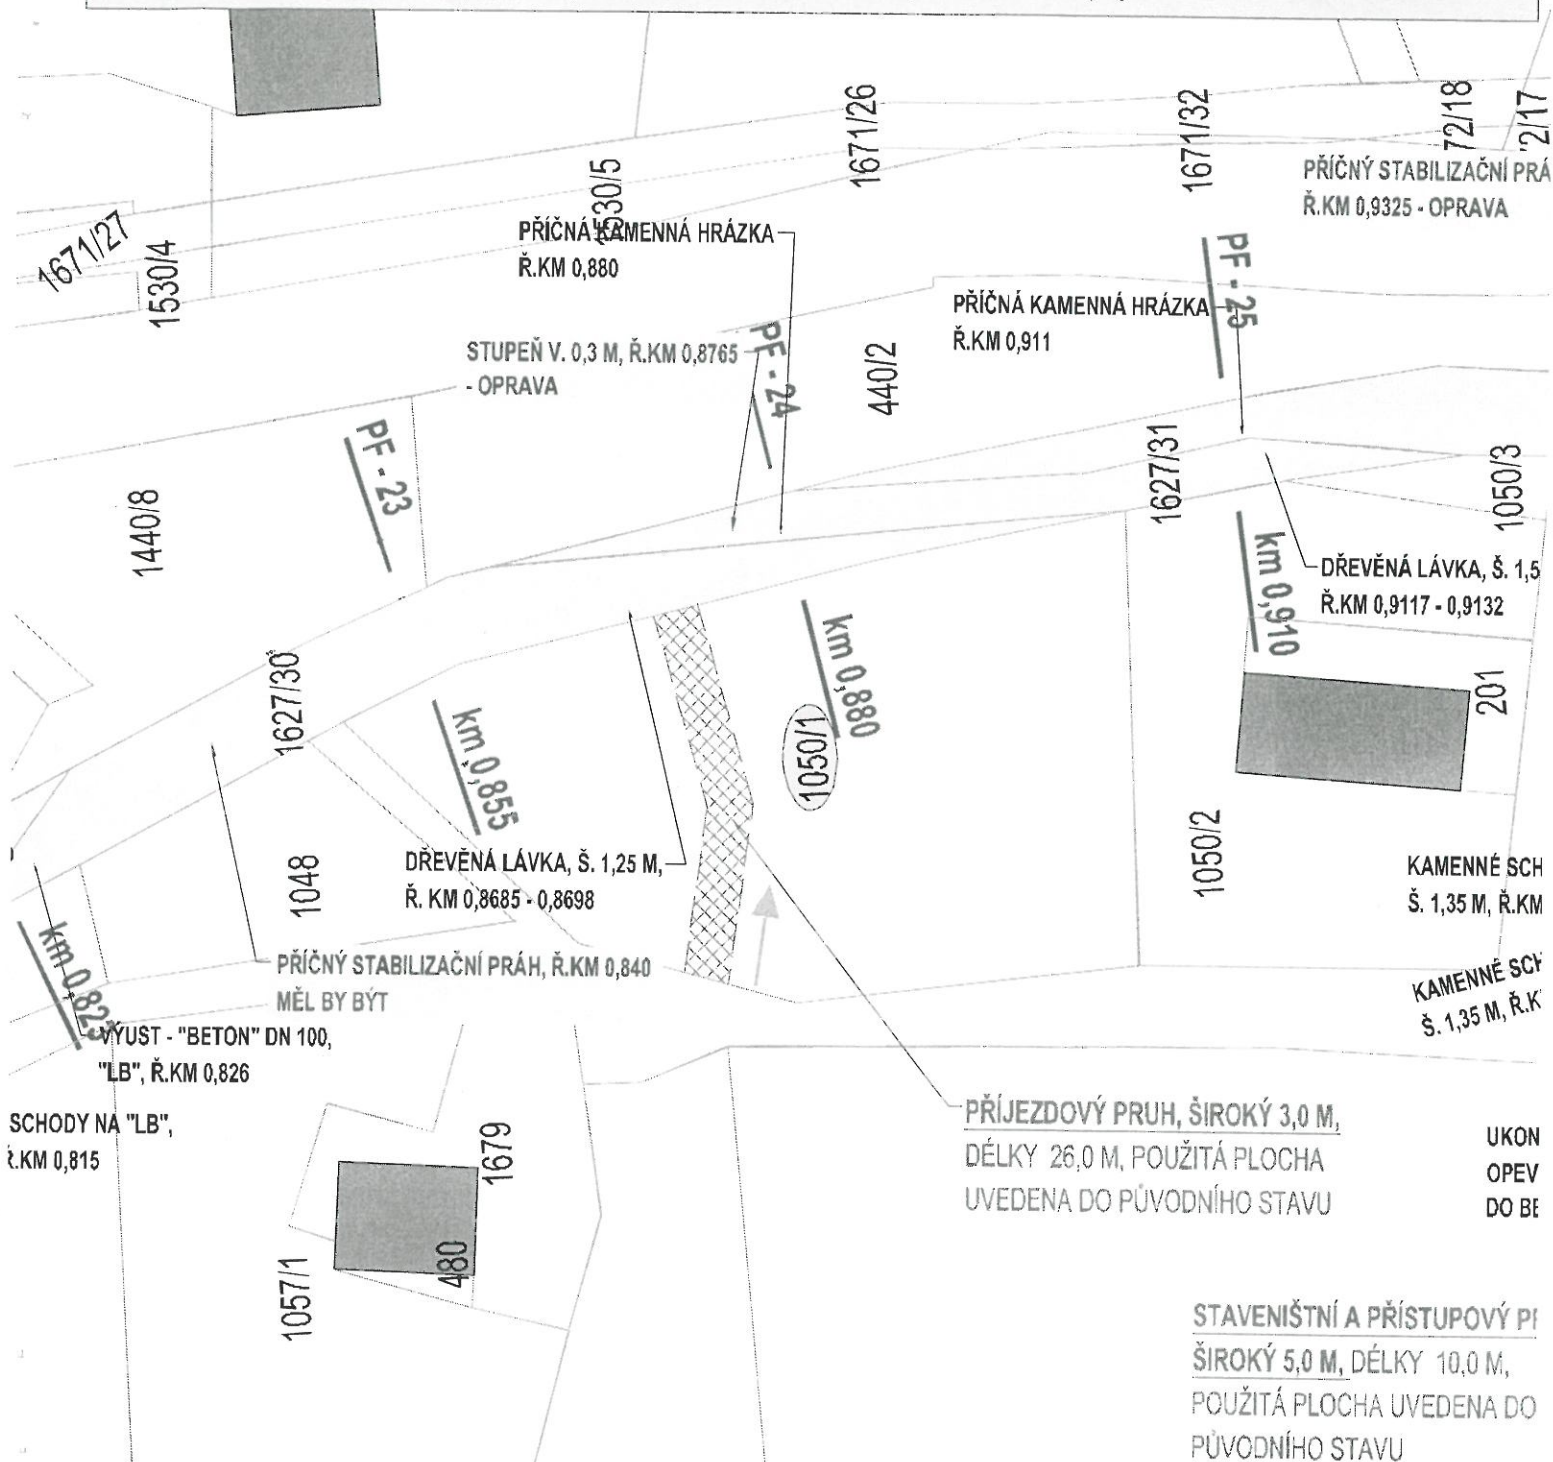 1671/26
1671/32
72/18
2/17
PŘÍČNÝ STABILIZAČNÍ PRÁ
Ř.KM 0,9325 - OPRAVA
1530/5
1671/27
1530/4
PŘÍČNÁ KAMENNÁ HRÁZKA
Ř.KM 0,880
PF - 25
PŘÍČNÁ KAMENNÁ HRÁZKA
Ř.KM 0,911
STUPEŇ V. 0,3 M, Ř.KM 0,8765
- OPRAVA
PF - 24
440/2
PF - 23
1440/8
1627/31
1050/3
km 0,910
DŘEVĚNÁ LÁVKA, Š. 1,5
Ř.KM 0,9117 - 0,9132
1627/30
km 0,880
201
km 0,855
1050/1
1050/2
1048
DŘEVĚNÁ LÁVKA, Š. 1,25 M,
Ř. KM 0,8685 - 0,8698
KAMENNÉ SCH
Š. 1,35 M, Ř.KM
km 0,823
PŘÍČNÝ STABILIZAČNÍ PRÁH, Ř.KM 0,840
MĚL BY BÝT
KAMENNÉ SCH
Š. 1,35 M, Ř.K
VÝUST - "BETON" DN 100,
"LB", Ř.KM 0,826
SCHODY NA "LB",
Ř.KM 0,815
1679
480
1057/1
PŘÍJEZDOVÝ PRUH, ŠIROKÝ 3,0 M,
DÉLKY 26,0 M, POUŽITÁ PLOCHA
UVEDENA DO PŮVODNÍHO STAVU
UKON
OPEV
DO BE
STAVENIŠTNÍ A PŘÍSTUPOVÝ PR
ŠIROKÝ 5,0 M, DÉLKY 10,0 M,
POUŽITÁ PLOCHA UVEDENA DO
PŮVODNÍHO STAVU